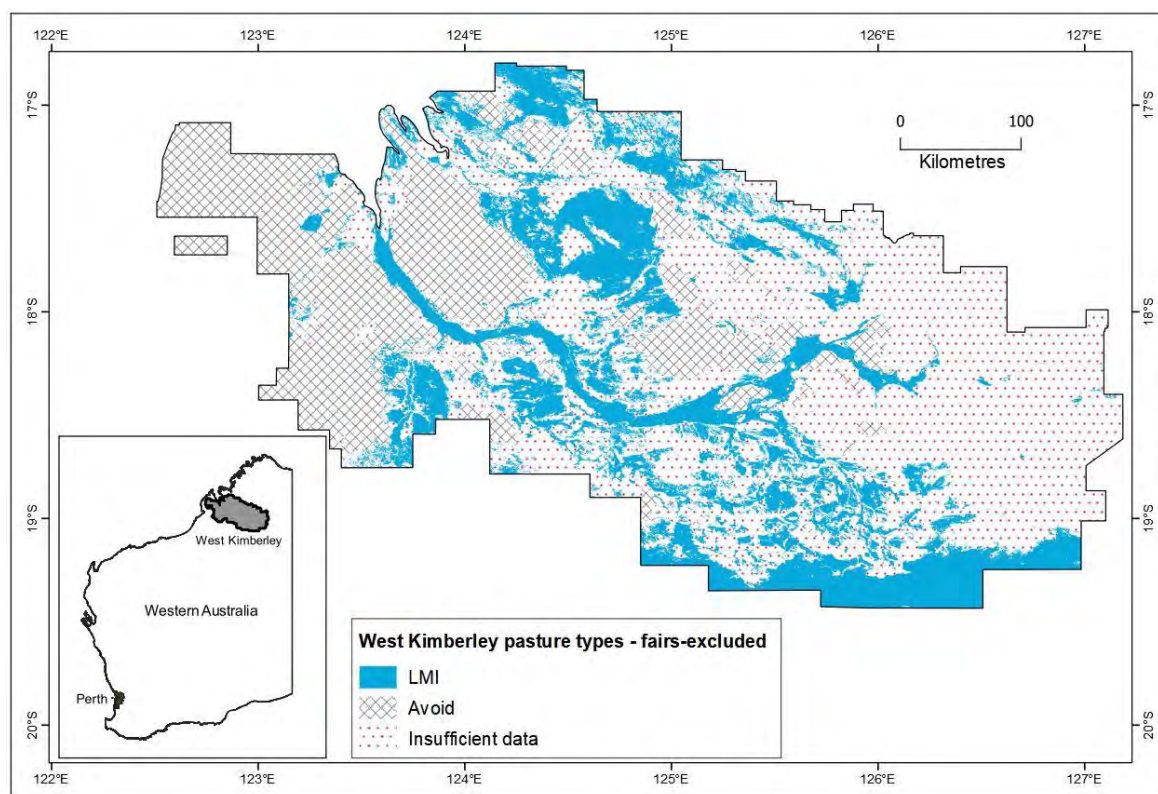 122°E 123°E 124°E 125°E 126°E 127°E
17°S
17°S
0 100
Kilometres
18°S
18°S
19°S
19°S
West Kimberley
Western Australia
Perth
West Kimberley pasture types - fairs-excluded
LMI
Avoid
Insufficient data
20°S
20°S
122°E 123°E 124°E 125°E 126°E 127°E